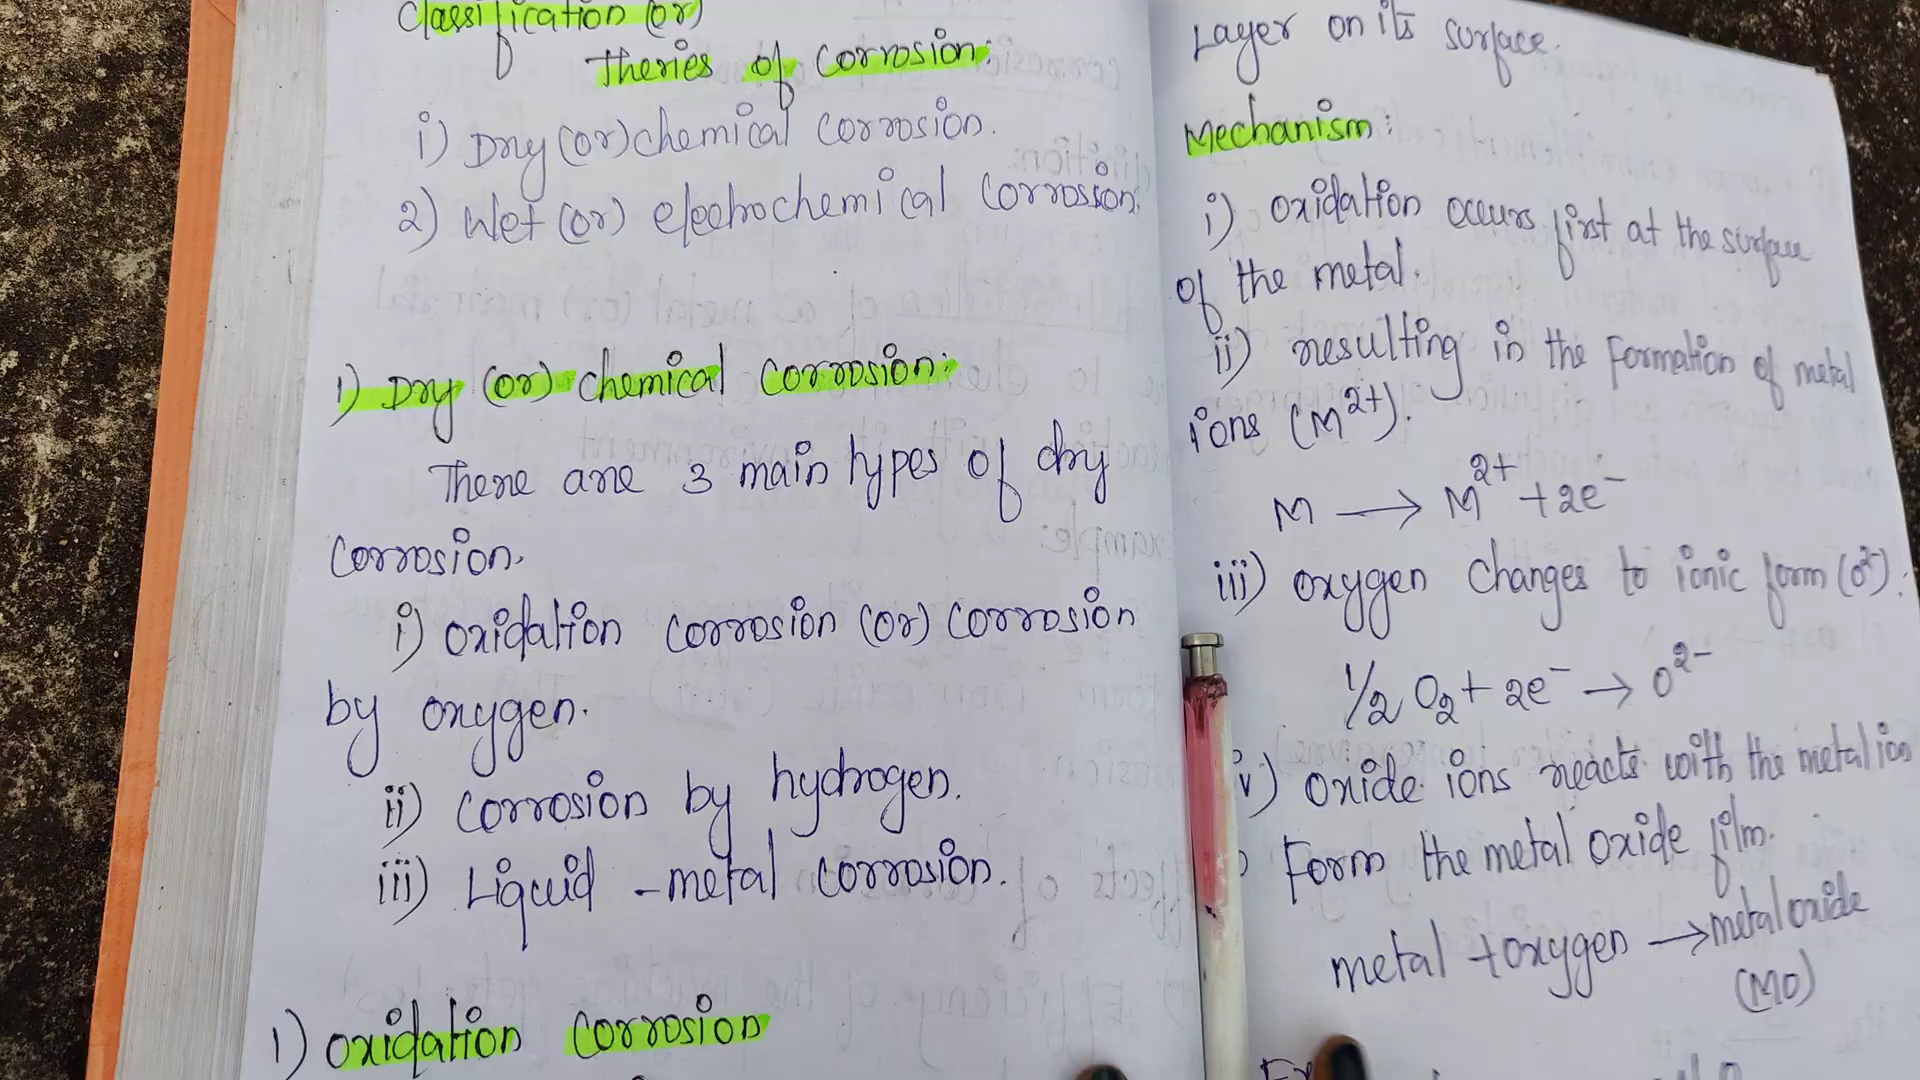 Classification (or)
theries of corrosion:
i) Dry (or) chemical corrosion.
2) Wet (or) electrochemical corrosion.
1) Dry (or) chemical corrosion:
There are 3 main types of dry
corrosion.
i) oxidation corrosion (or) corrosion
by oxygen.
ii) corrosion by hydrogen.
iii) Liquid - metal corrosion.
1) oxidation corrosion
Layer on its surface.
Mechanism:
i) oxidation occurs first at the surface
of the metal.
ii) resulting in the formation of metal
ions (M²⁺).
M → M²⁺ + 2e⁻
iii) oxygen changes to ionic form (O²⁻).
1/2 O₂ + 2e⁻ → O²⁻
iv) oxide ions reacts with the metal ion
Form the metal oxide film.
metal + oxygen → metal oxide
(MO)